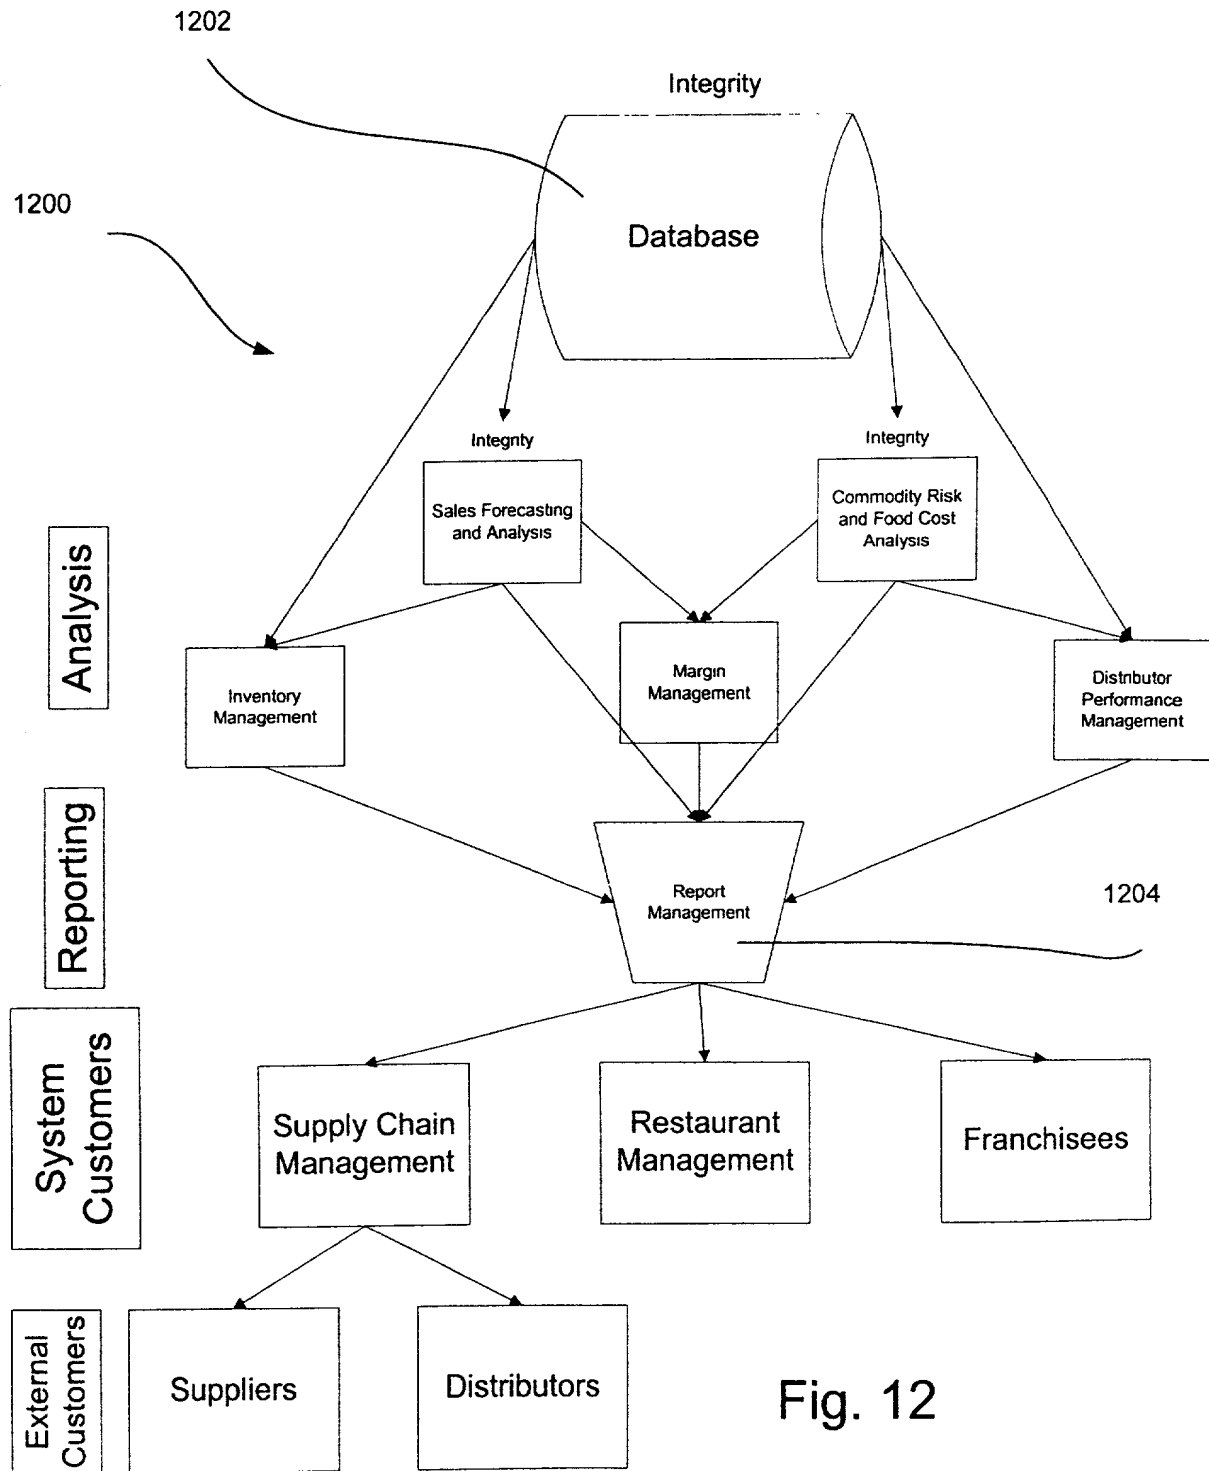 1202
Integrity
1200
Database
Integrity
Integrity
Sales Forecasting
and Analysis
Commodity Risk
and Food Cost
Analysis
Analysis
Inventory
Management
Margin
Management
Distributor
Performance
Management
Reporting
Report
Management
1204
System
Customers
Supply Chain
Management
Restaurant
Management
Franchisees
External
Customers
Suppliers
Distributors
Fig. 12